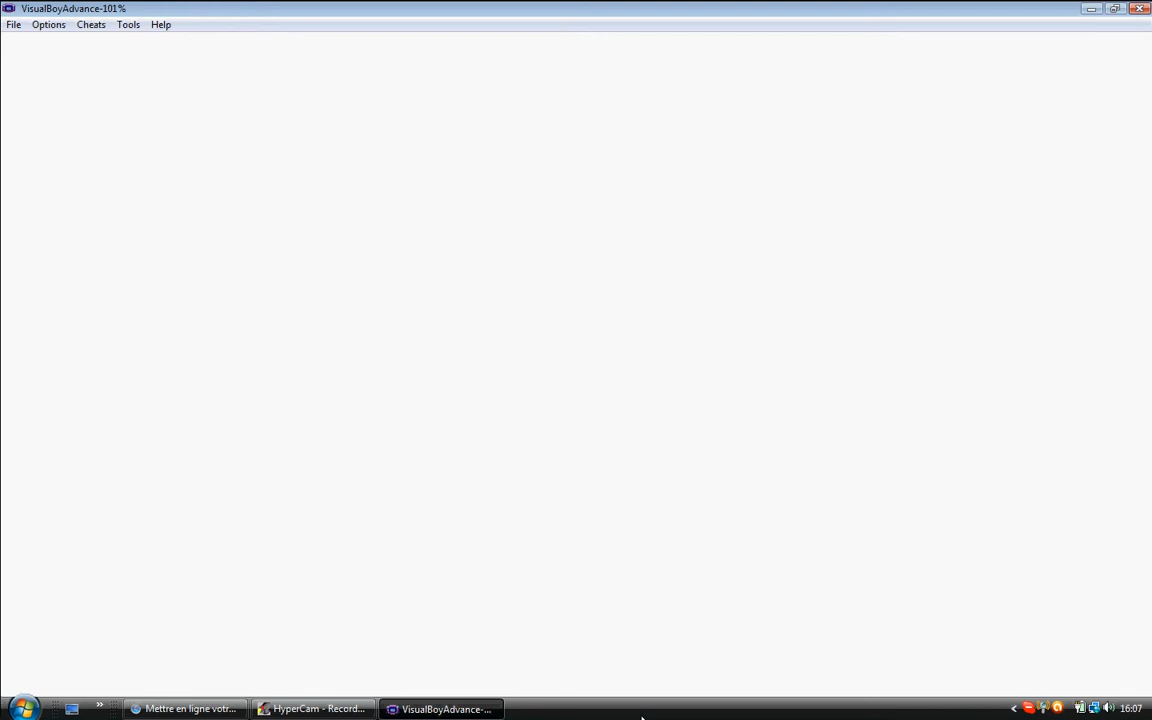 VisualBoyAdvance-101%
File Options Cheats Tools Help
Mettre en ligne votr... HyperCam - Record... VisualBoyAdvance-... 16:07